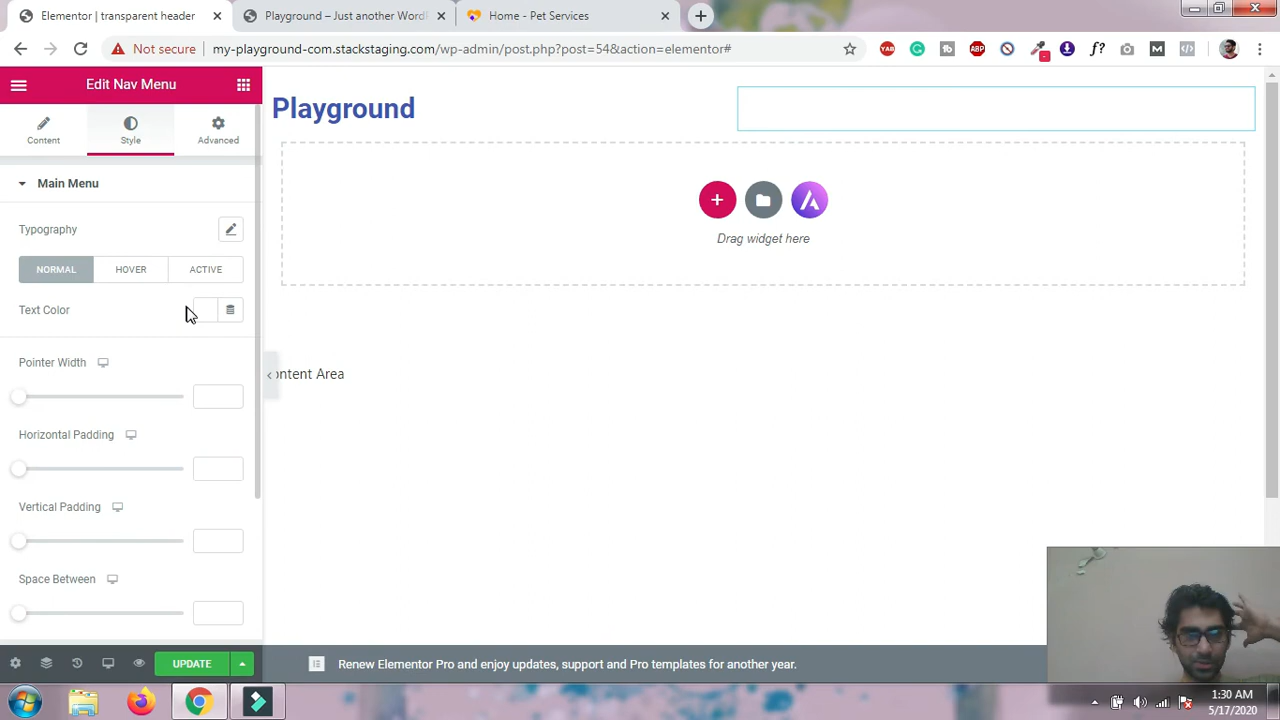 Elementor | transparent header
Playground – Just another Word
Home - Pet Services
Not secure
my-playground-com.stackstaging.com/wp-admin/post.php?post=54&action=elementor#
YAB
ABP
f?
M
Edit Nav Menu
Content
Style
Advanced
Playground
Main Menu
Typography
NORMAL
HOVER
ACTIVE
Drag widget here
Text Color
Pointer Width
ontent Area
Horizontal Padding
Vertical Padding
Space Between
UPDATE
Renew Elementor Pro and enjoy updates, support and Pro templates for another year.
1:30 AM
5/17/2020